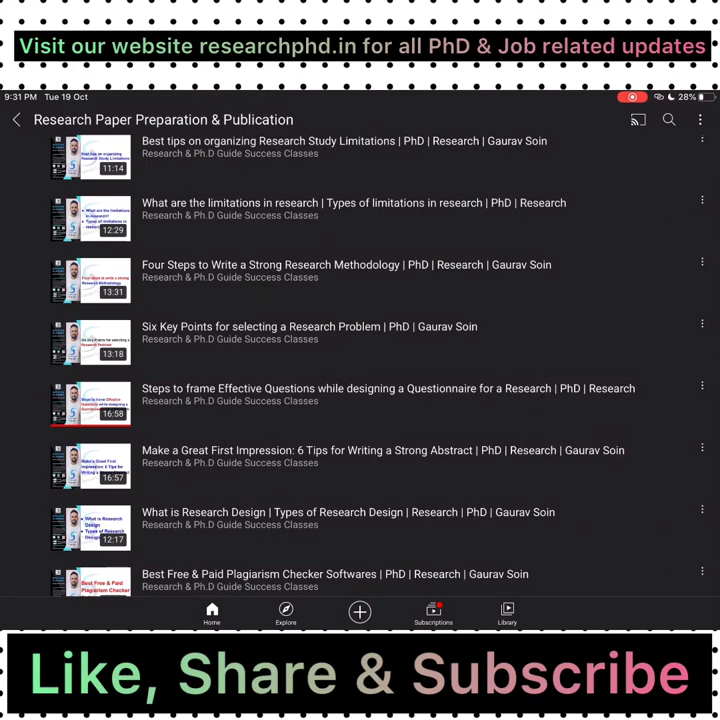 Visit our website researchphd.in for all PhD & Job related updates
9:31 PM Tue 19 Oct
28%
Research Paper Preparation & Publication
Best tips on organizing Research Study Limitations | PhD | Research | Gaurav Soin
Research & Ph.D Guide Success Classes
11:14
What are the limitations in research | Types of limitations in research | PhD | Research
Research & Ph.D Guide Success Classes
12:29
Four Steps to Write a Strong Research Methodology | PhD | Research | Gaurav Soin
Research & Ph.D Guide Success Classes
13:31
Six Key Points for selecting a Research Problem | PhD | Gaurav Soin
Research & Ph.D Guide Success Classes
13:18
Steps to frame Effective Questions while designing a Questionnaire for a Research | PhD | Research
Research & Ph.D Guide Success Classes
16:58
Make a Great First Impression: 6 Tips for Writing a Strong Abstract | PhD | Research | Gaurav Soin
Research & Ph.D Guide Success Classes
16:57
What is Research Design | Types of Research Design | Research | PhD | Gaurav Soin
Research & Ph.D Guide Success Classes
12:17
Best Free & Paid Plagiarism Checker Softwares | PhD | Research | Gaurav Soin
Research & Ph.D Guide Success Classes
Best Free & Paid
Plagiarism Checker
Home
Explore
Subscriptions
Library
Like, Share & Subscribe